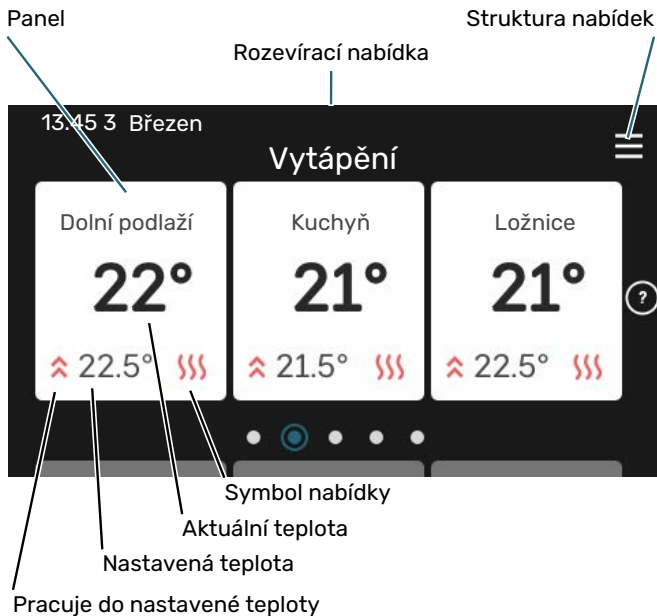 Panel
Struktura nabídek
Rozevírací nabídka
13.45 3 Březen
Vytápění
Dolní podlaží
Kuchyň
Ložnice
22°
21°
21°
?
22.5°
21.5°
22.5°
Symbol nabídky
Aktuální teplota
Nastavená teplota
Pracuje do nastavené teploty